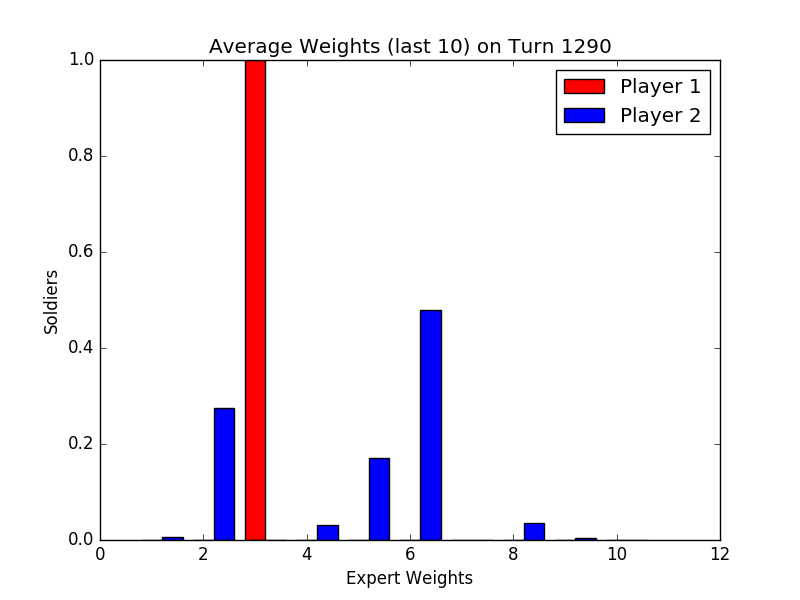 Average Weights (last 10) on Turn 1290
1.0
Player 1
Player 2
0.8
0.6
Soldiers
0.4
0.2
0.0
0 2 4 6 8 10 12
Expert Weights